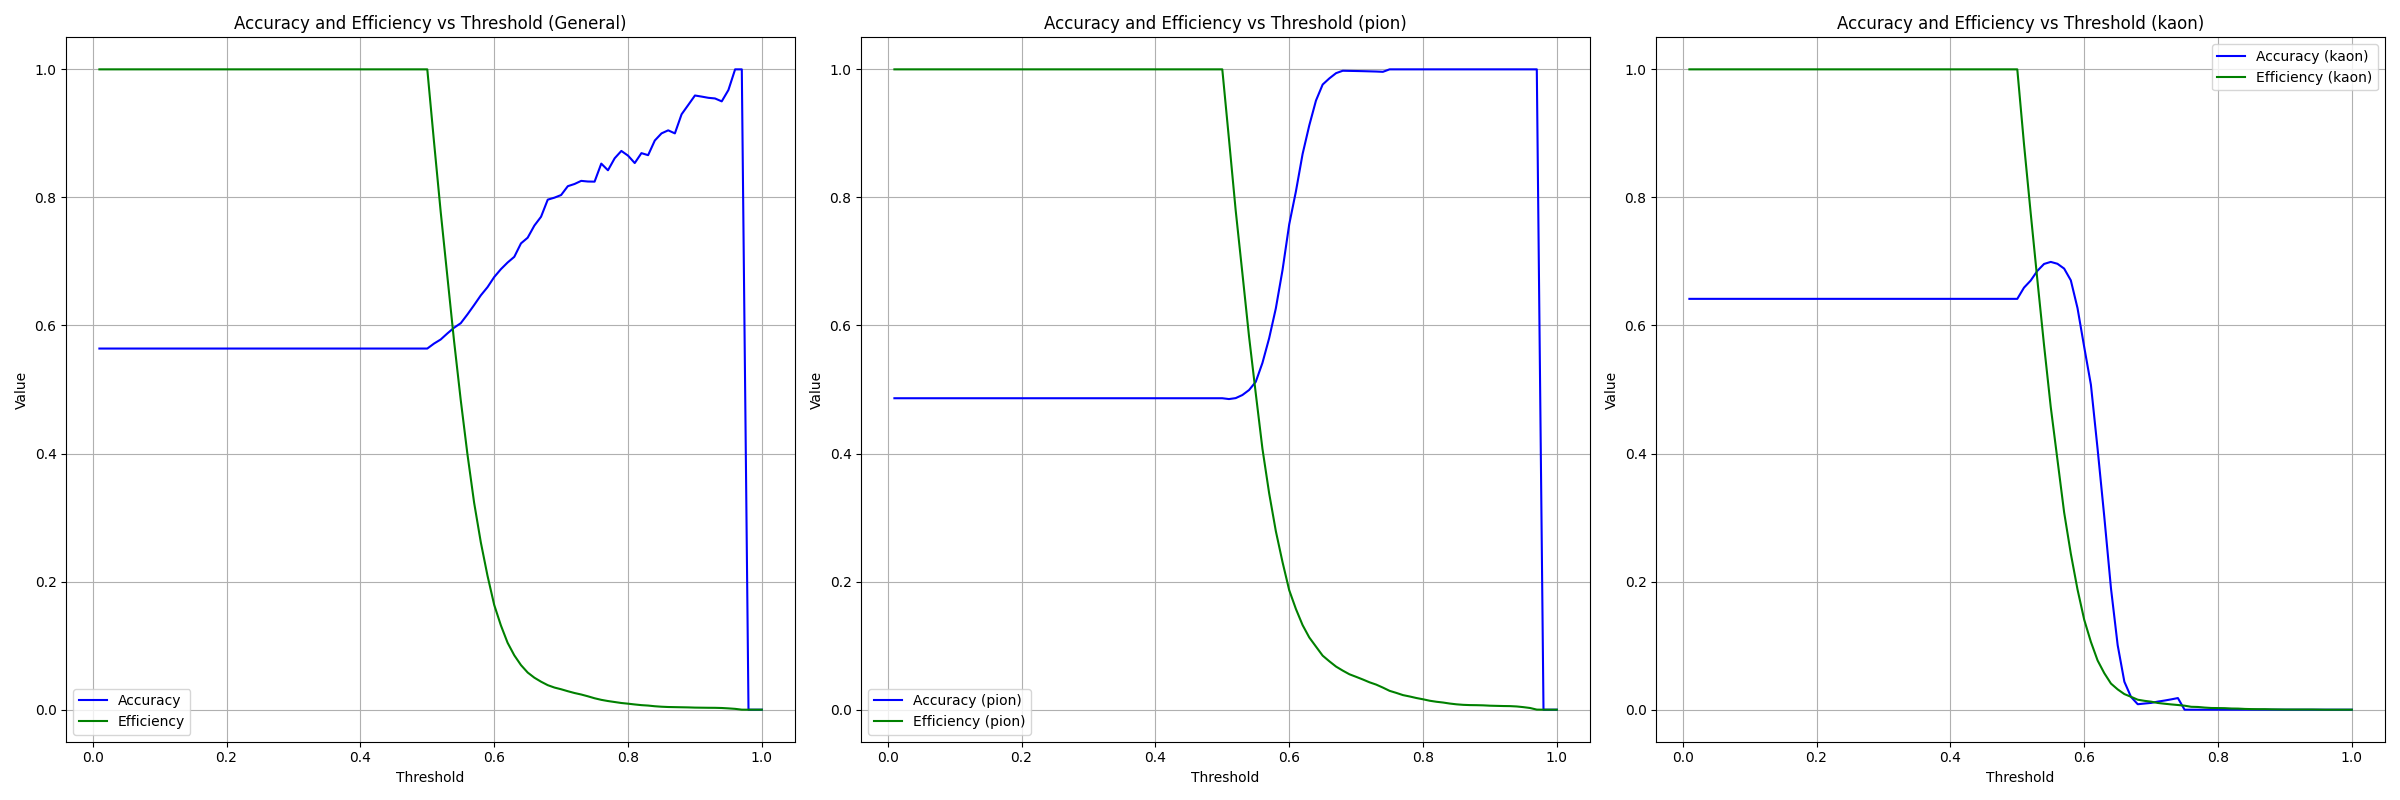 Accuracy and Efficiency vs Threshold (General)
1.0
0.8
0.6
0.4
0.2
0.0
Value
Accuracy
Efficiency
0.0 0.2 0.4 0.6 0.8 1.0
Threshold
Accuracy and Efficiency vs Threshold (pion)
1.0
0.8
0.6
0.4
0.2
0.0
Value
Accuracy (pion)
Efficiency (pion)
0.0 0.2 0.4 0.6 0.8 1.0
Threshold
Accuracy and Efficiency vs Threshold (kaon)
Accuracy (kaon)
Efficiency (kaon)
1.0
0.8
0.6
0.4
0.2
0.0
Value
0.0 0.2 0.4 0.6 0.8 1.0
Threshold